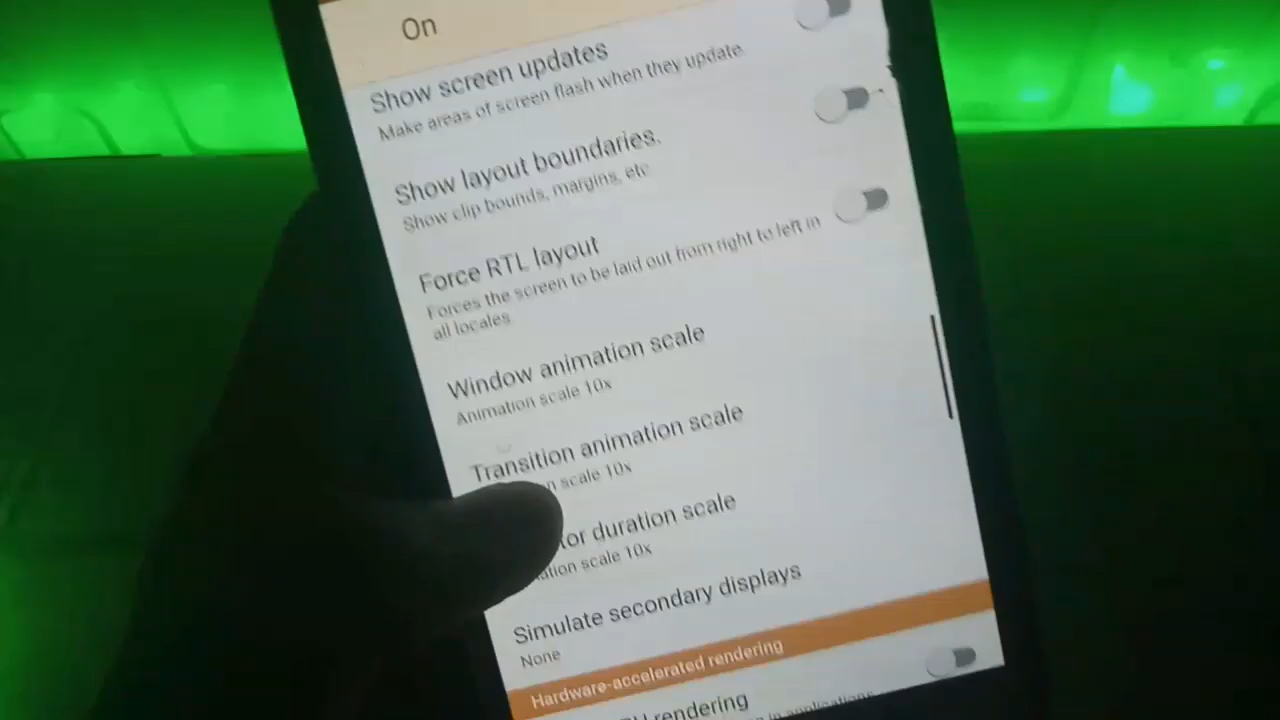 On
Show screen updates
Make areas of screen flash when they update.
Show layout boundaries.
Show clip bounds, margins, etc
Force RTL layout
Forces the screen to be laid out from right to left in
all locales
Window animation scale
Animation scale 10x
Transition animation scale
scale 10x
duration scale
scale 10x
Simulate secondary displays
None
Hardware-accelerated rendering
rendering
in applications